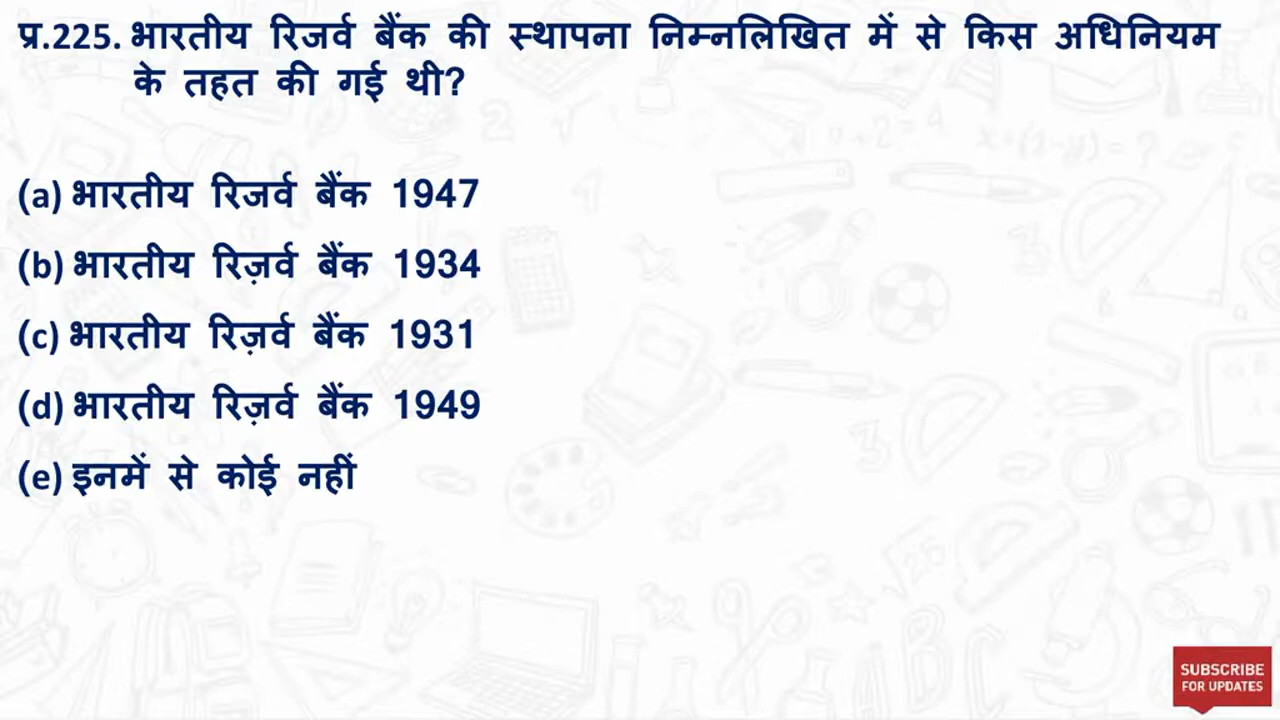 प्र.225. भारतीय रिजर्व बैंक की स्थापना निम्नलिखित में से किस अधिनियम
के तहत की गई थी?
(a) भारतीय रिजर्व बैंक 1947
(b) भारतीय रिज़र्व बैंक 1934
(c) भारतीय रिज़र्व बैंक 1931
(d) भारतीय रिज़र्व बैंक 1949
(e) इनमें से कोई नहीं
SUBSCRIBE
FOR UPDATES